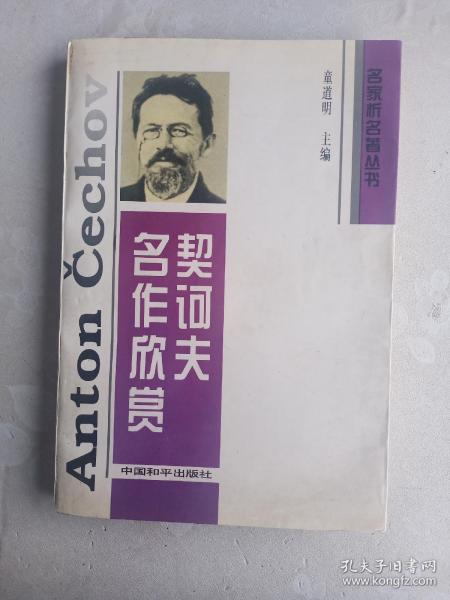 名家析名著丛书
童道明 主编
Anton Čechov
契诃夫
名作欣赏
中国和平出版社
孔夫子旧书网
www.kongfz.com